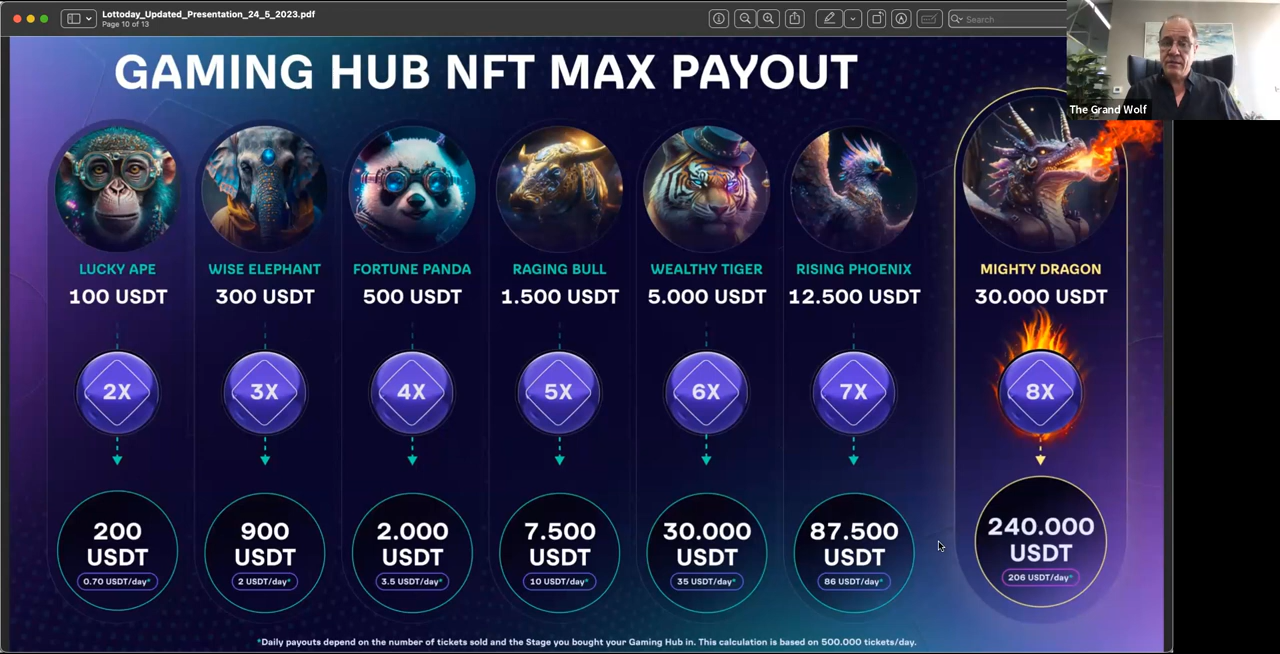 Lottoday_Updated_Presentation_24_5_2023.pdf
Page 10 of 13
Search
The Grand Wolf
GAMING HUB NFT MAX PAYOUT
LUCKY APE
100 USDT
2X
200
USDT
0.70 USDT/day*
WISE ELEPHANT
300 USDT
3X
900
USDT
2 USDT/day*
FORTUNE PANDA
500 USDT
4X
2.000
USDT
3.5 USDT/day*
RAGING BULL
1.500 USDT
5X
7.500
USDT
10 USDT/day*
WEALTHY TIGER
5.000 USDT
6X
30.000
USDT
35 USDT/day*
RISING PHOENIX
12.500 USDT
7X
87.500
USDT
86 USDT/day*
MIGHTY DRAGON
30.000 USDT
8X
240.000
USDT
206 USDT/day*
*Daily payouts depend on the number of tickets sold and the Stage you bought your Gaming Hub in. This calculation is based on 500.000 tickets/day.